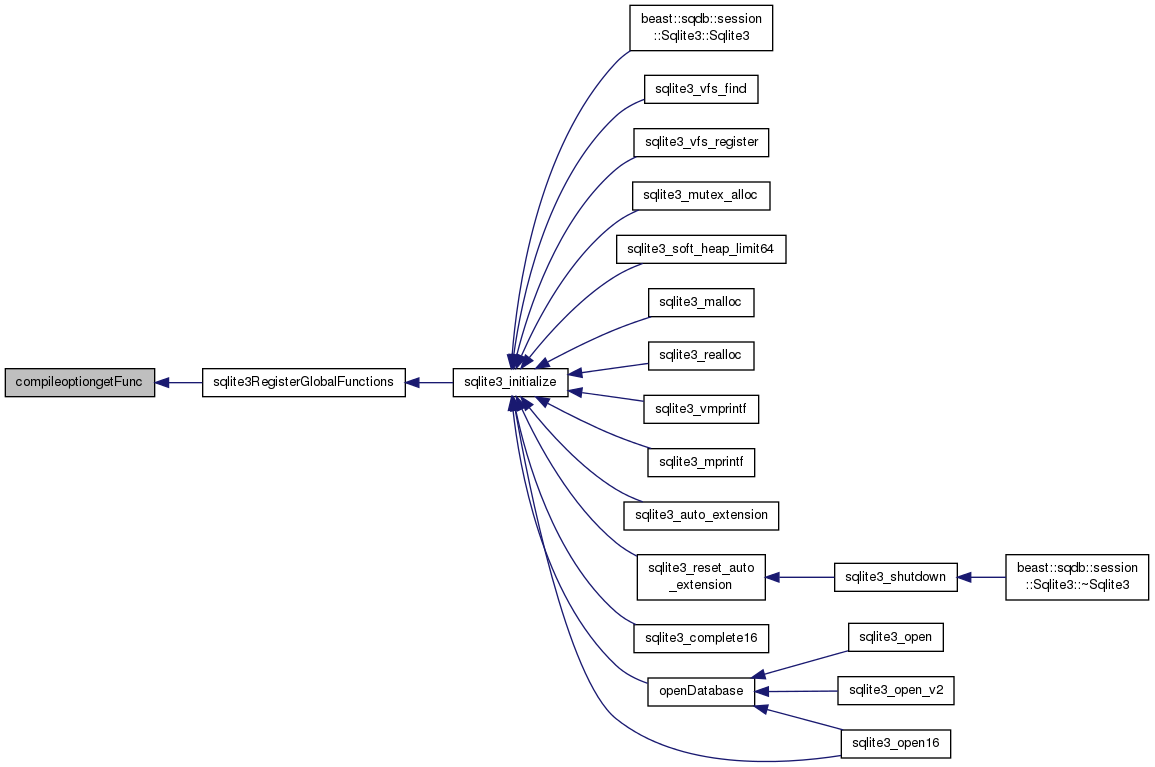 beast::sqdb::session
::Sqlite3::Sqlite3
sqlite3_vfs_find
sqlite3_vfs_register
sqlite3_mutex_alloc
sqlite3_soft_heap_limit64
sqlite3_malloc
sqlite3_realloc
compileoptiongetFunc
sqlite3RegisterGlobalFunctions
sqlite3_initialize
sqlite3_vmprintf
sqlite3_mprintf
sqlite3_auto_extension
sqlite3_reset_auto
_extension
sqlite3_shutdown
beast::sqdb::session
::Sqlite3::~Sqlite3
sqlite3_complete16
sqlite3_open
openDatabase
sqlite3_open_v2
sqlite3_open16